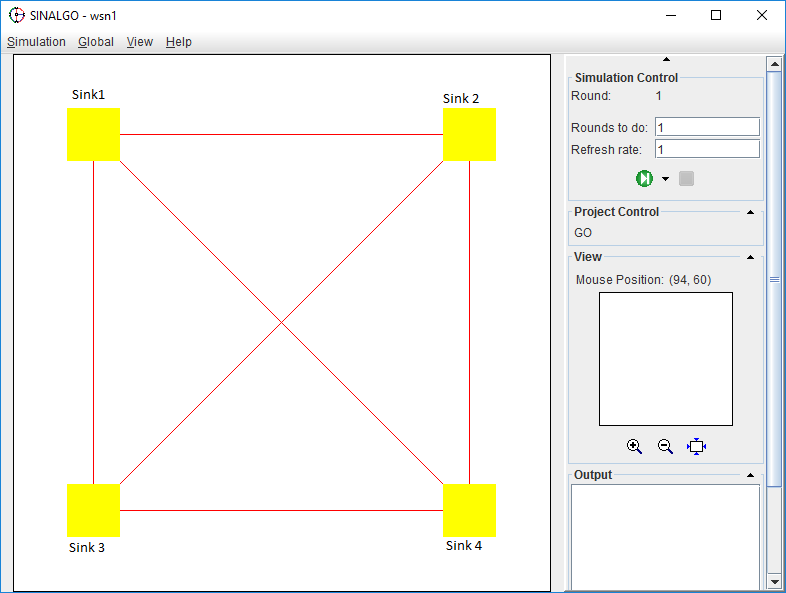 SINALGO - wsn1
Simulation Global View Help
Sink1
Sink 2
Sink 3
Sink 4
Simulation Control
Round: 1
Rounds to do: 1
Refresh rate: 1
Project Control
GO
View
Mouse Position: (94, 60)
Output